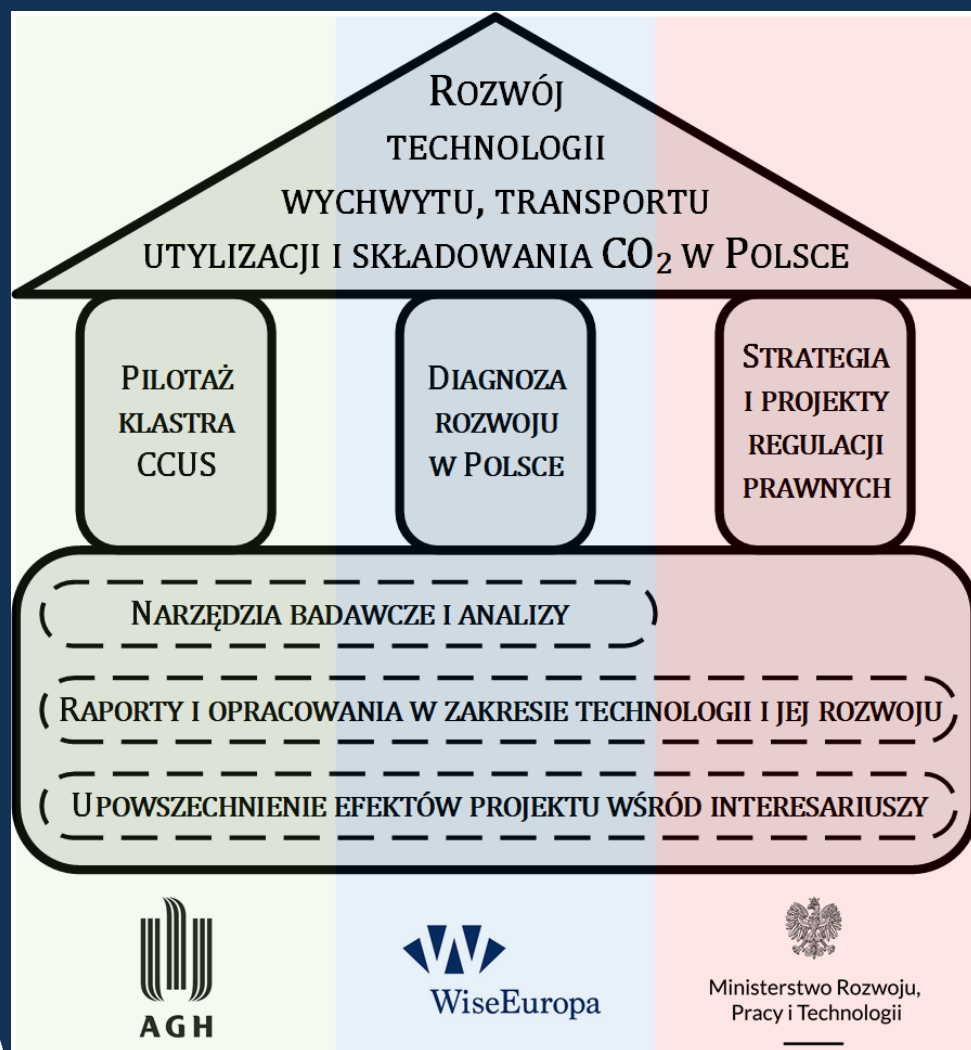 ROZWÓJ
TECHNOLOGII
WYCHWYTU, TRANSPORTU
UTYLIZACJI I SKŁADOWANIA CO₂ W POLSCE
PILOTAŻ
KLASTRA
CCUS
DIAGNOZA
ROZWOJU
W POLSCE
STRATEGIA
I PROJEKTY
REGULACJI
PRAWNYCH
NARZĘDZIA BADAWCZE I ANALIZY
RAPORTY I OPRACOWANIA W ZAKRESIE TECHNOLOGII I JEJ ROZWOJU
UPOWSZECHNIENIE EFEKTÓW PROJEKTU WŚRÓD INTERESARIUSZY
AGH
WiseEuropa
Ministerstwo Rozwoju,
Pracy i Technologii